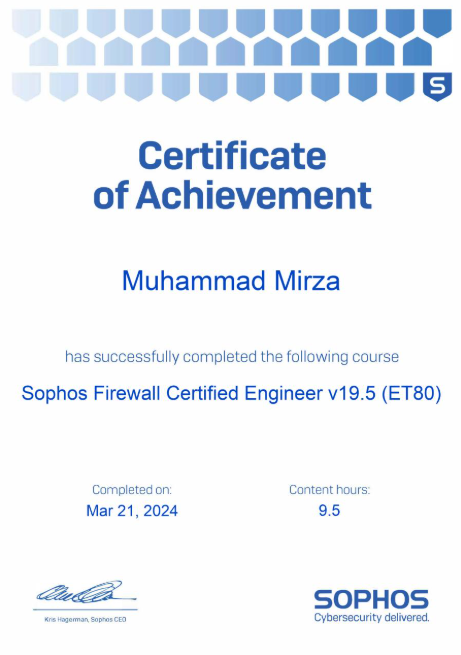 S
Certificate
of Achievement
Muhammad Mirza
has successfully completed the following course
Sophos Firewall Certified Engineer v19.5 (ET80)
Completed on:
Mar 21, 2024
Content hours:
9.5
Kris Hagerman, Sophos CEO
SOPHOS
Cybersecurity delivered.